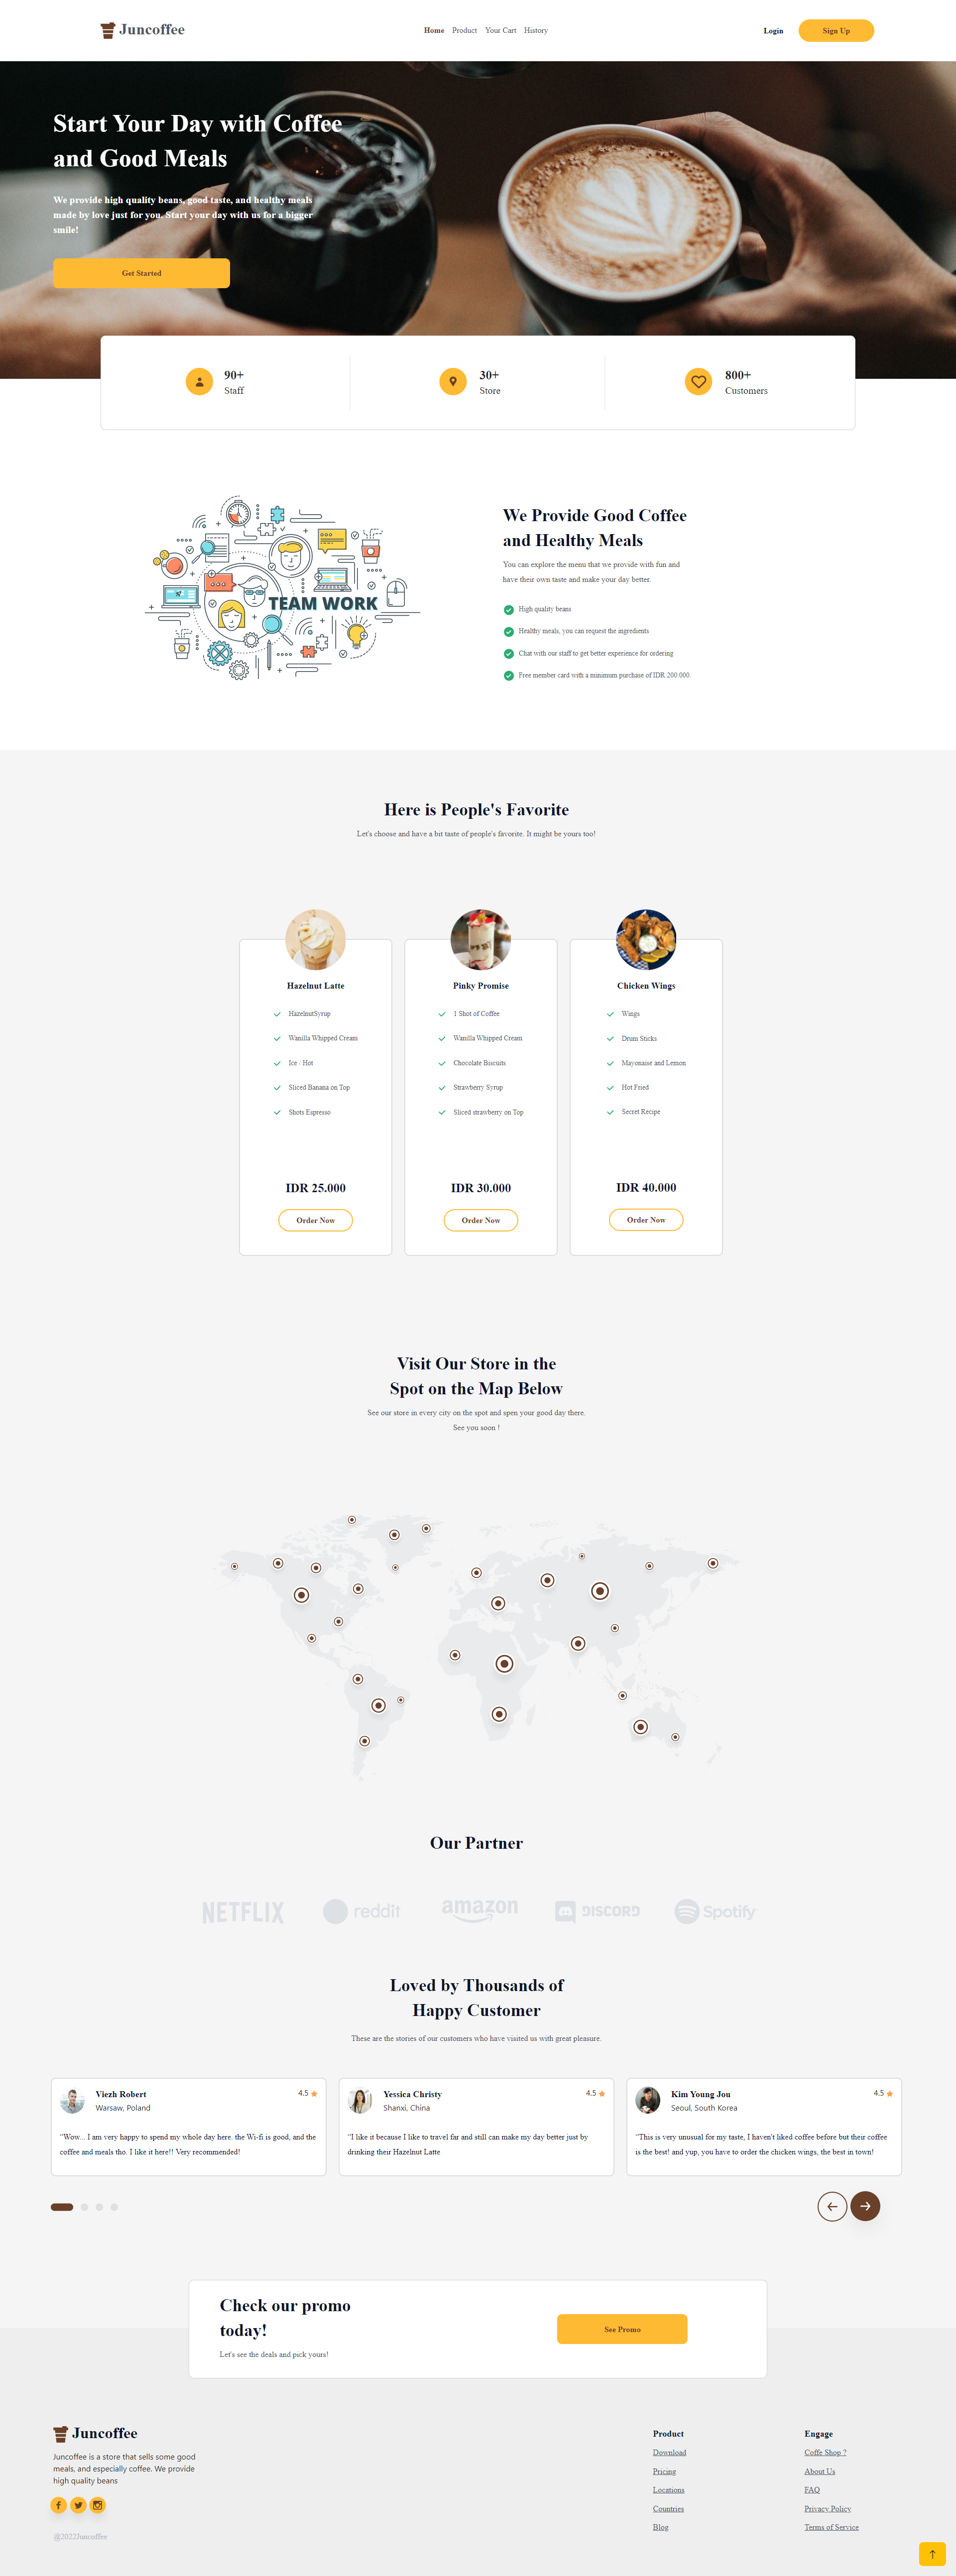 Juncoffee
Home Product Your Cart History
Login Sign Up
Start Your Day with Coffee
and Good Meals
We provide high quality beans, good taste, and healthy meals
made by love just for you. Start your day with us for a bigger
smile!
Get Started
90+
Staff
30+
Store
800+
Customers
TEAM WORK
We Provide Good Coffee
and Healthy Meals
You can explore the menu that we provide with fun and
have their own taste and make your day better.
High quality beans
Healthy meals, you can request the ingredients
Chat with our staff to get better experience for ordering
Free member card with a minimum purchase of IDR 200.000.
Here is People's Favorite
Let's choose and have a bit taste of people's favorite. It might be yours too!
Hazelnut Latte
HazelnutSyrup
Wanilla Whipped Cream
Ice / Hot
Sliced Banana on Top
Shots Espresso
IDR 25.000
Order Now
Pinky Promise
1 Shot of Coffee
Wanilla Whipped Cream
Chocolate Biscuits
Strawberry Syrup
Sliced strawberry on Top
IDR 30.000
Order Now
Chicken Wings
Wings
Drum Sticks
Mayonaise and Lemon
Hot Fried
Secret Recipe
IDR 40.000
Order Now
Visit Our Store in the
Spot on the Map Below
See our store in every city on the spot and spen your good day there.
See you soon !
Our Partner
NETFLIX reddit amazon DISCORD Spotify
Loved by Thousands of
Happy Customer
These are the stories of our customers who have visited us with great pleasure.
Viezh Robert
Warsaw, Poland
4.5
"Wow... I am very happy to spend my whole day here. the Wi-fi is good, and the
coffee and meals tho. I like it here!! Very recommended!
Yessica Christy
Shanxi, China
4.5
"I like it because I like to travel far and still can make my day better just by
drinking their Hazelnut Latte
Kim Young Jou
Seoul, South Korea
4.5
"This is very unusual for my taste, I haven't liked coffee before but their coffee
is the best! and yup, you have to order the chicken wings, the best in town!
Check our promo
today!
Let's see the deals and pick yours!
See Promo
Juncoffee
Juncoffee is a store that sells some good
meals, and especially coffee. We provide
high quality beans
@2022Juncoffee
Product
Download
Pricing
Locations
Countries
Blog
Engage
Coffe Shop ?
About Us
FAQ
Privacy Policy
Terms of Service